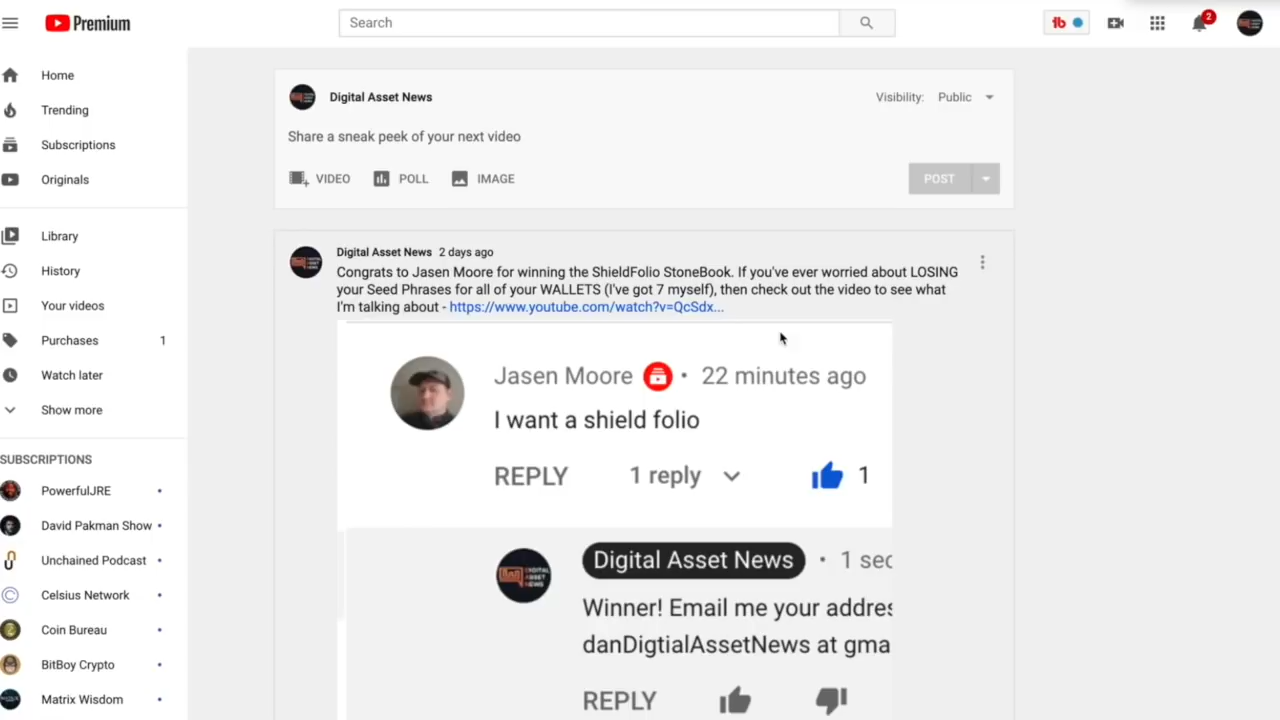 Premium
Search
tb
2
Home
Trending
Subscriptions
Originals
Library
History
Your videos
Purchases 1
Watch later
Show more
SUBSCRIPTIONS
PowerfulJRE
David Pakman Show
Unchained Podcast
Celsius Network
Coin Bureau
BitBoy Crypto
Matrix Wisdom
Digital Asset News
Visibility: Public
Share a sneak peek of your next video
VIDEO POLL IMAGE
POST
Digital Asset News 2 days ago
Congrats to Jasen Moore for winning the ShieldFolio StoneBook. If you've ever worried about LOSING
your Seed Phrases for all of your WALLETS (I've got 7 myself), then check out the video to see what
I'm talking about - https://www.youtube.com/watch?v=QcSdx...
Jasen Moore • 22 minutes ago
I want a shield folio
REPLY 1 reply 1
DIGITAL
ASSET
NEWS
Digital Asset News • 1 sec
Winner! Email me your addres
danDigtialAssetNews at gma
REPLY